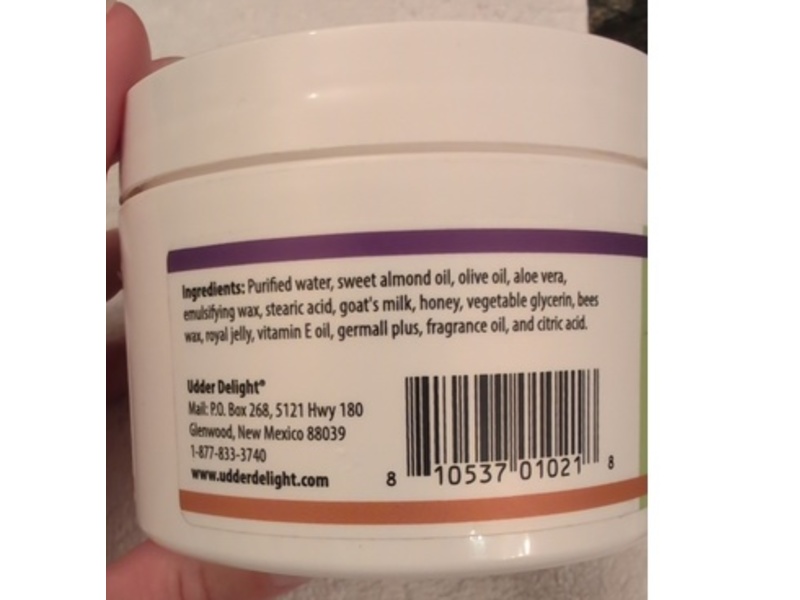 Ingredients: Purified water, sweet almond oil, olive oil, aloe vera,
emulsifying wax, stearic acid, goat's milk, honey, vegetable glycerin, bees
wax, royal jelly, vitamin E oil, germall plus, fragrance oil, and citric acid.
Udder Delight®
Mail: P.O. Box 268, 5121 Hwy 180
Glenwood, New Mexico 88039
1-877-833-3740
www.udderdelight.com
8 10537 01021 8